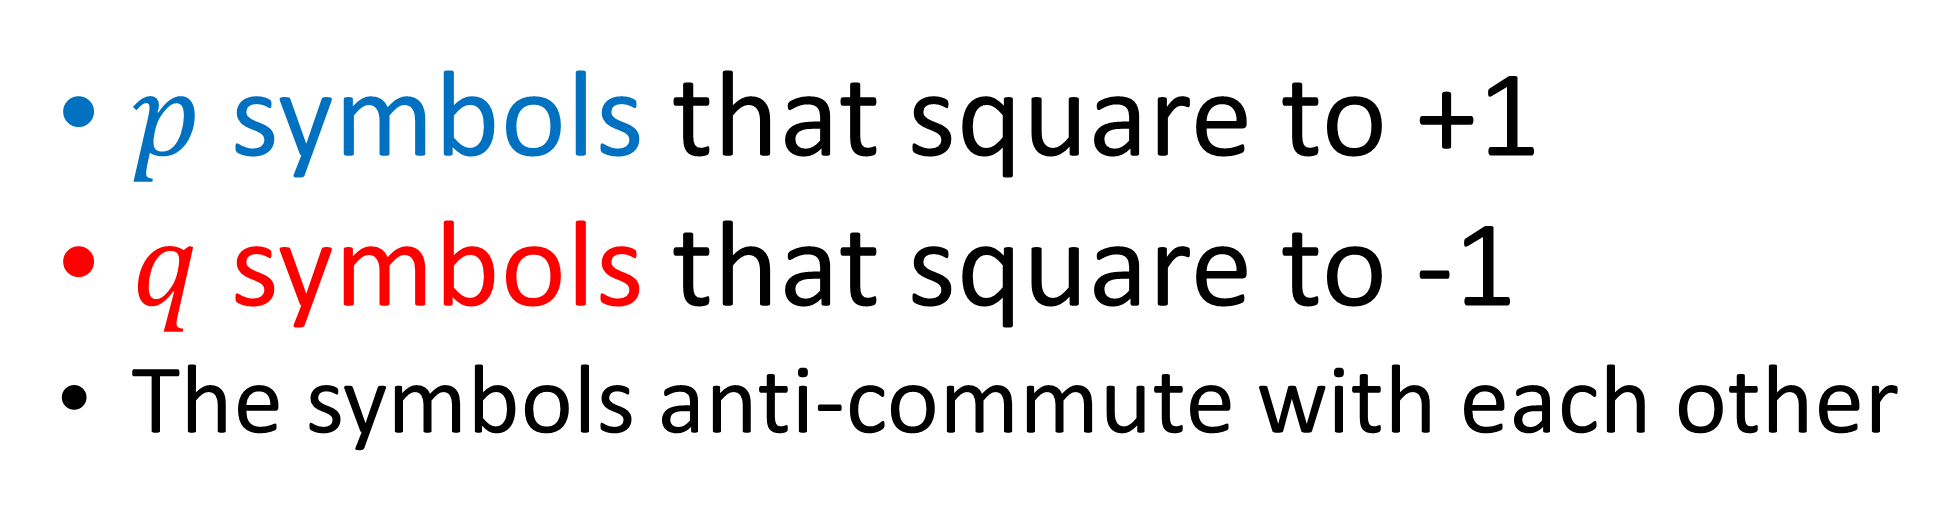 • p symbols that square to +1
• q symbols that square to -1
• The symbols anti-commute with each other